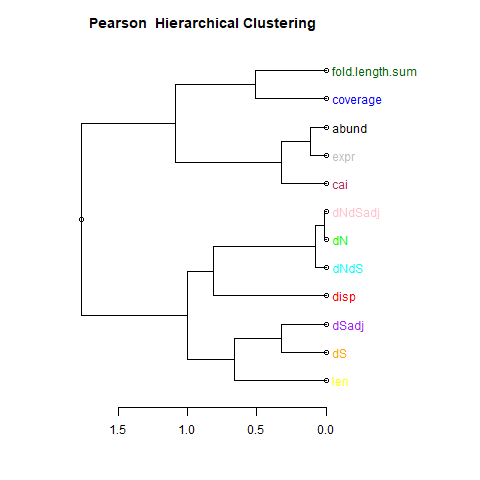 Pearson  Hierarchical Clustering
fold.length.sum
coverage
abund
expr
cai
dNdSadj
dN
dNdS
disp
dSadj
dS
len
1.5 1.0 0.5 0.0